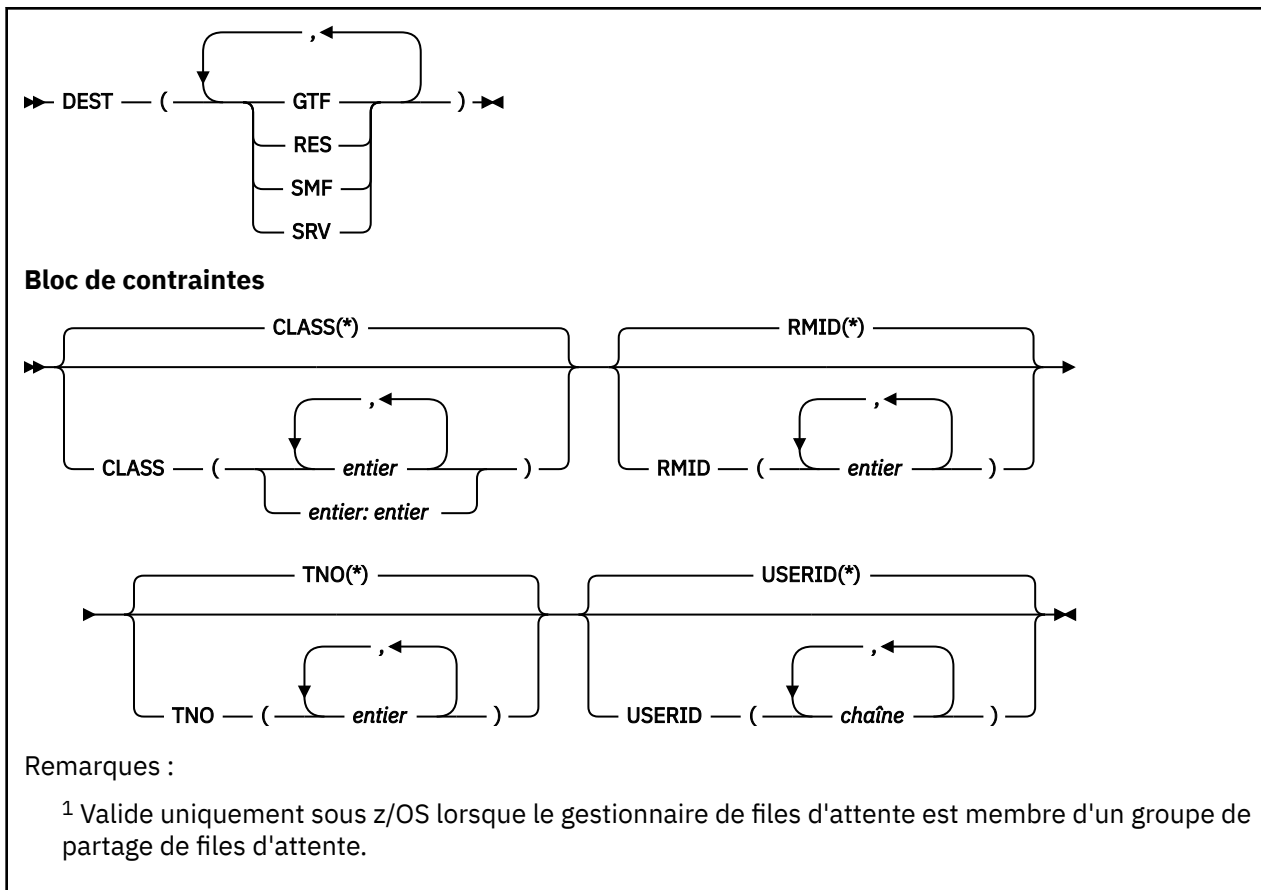 ,
DEST ( GTF )
RES
SMF
SRV
Bloc de contraintes
CLASS(*) RMID(*)
, ,
CLASS ( entier ) RMID ( entier )
entier: entier
TNO(*) USERID(*)
, ,
TNO ( entier ) USERID ( chaîne )
Remarques :
1 Valide uniquement sous z/OS lorsque le gestionnaire de files d'attente est membre d'un groupe de
partage de files d'attente.